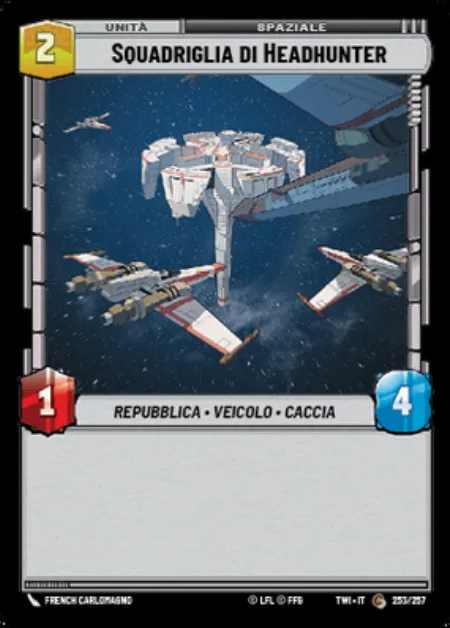 UNITÀ SPAZIALE
2 SQUADRIGLIA DI HEADHUNTER
1 REPUBBLICA • VEICOLO • CACCIA 4
FRENCH CARLOMAGNO © LFL © FFG TWI • IT C 253/257